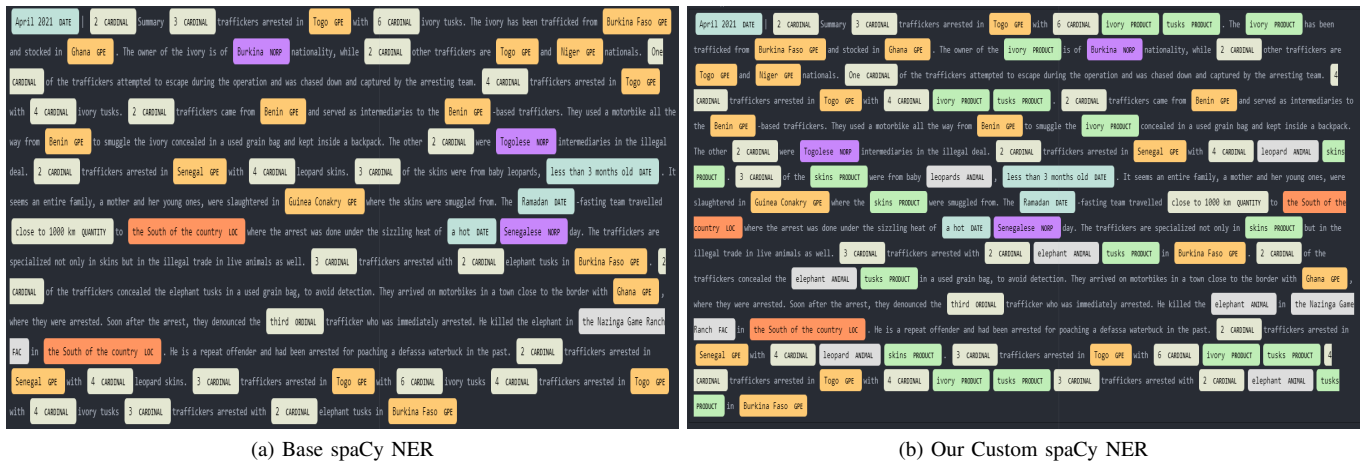 April 2021 DATE | 2 CARDINAL Summary 3 CARDINAL traffickers arrested in Togo GPE with 6 CARDINAL ivory tusks. The ivory has been trafficked from Burkina Faso GPE
and stocked in Ghana GPE . The owner of the ivory is of Burkina NORP nationality, while 2 CARDINAL other traffickers are Togo GPE and Niger GPE nationals. One
CARDINAL of the traffickers attempted to escape during the operation and was chased down and captured by the arresting team. 4 CARDINAL traffickers arrested in Togo GPE
with 4 CARDINAL ivory tusks. 2 CARDINAL traffickers came from Benin GPE and served as intermediaries to the Benin GPE -based traffickers. They used a motorbike all the
way from Benin GPE to smuggle the ivory concealed in a used grain bag and kept inside a backpack. The other 2 CARDINAL were Togolese NORP intermediaries in the illegal
deal. 2 CARDINAL traffickers arrested in Senegal GPE with 4 CARDINAL leopard skins. 3 CARDINAL of the skins were from baby leopards, less than 3 months old DATE . It
seems an entire family, a mother and her young ones, were slaughtered in Guinea Conakry GPE where the skins were smuggled from. The Ramadan DATE -fasting team travelled
close to 1000 km QUANTITY to the South of the country LOC where the arrest was done under the sizzling heat of a hot DATE Senegalese NORP day. The traffickers are
specialized not only in skins but in the illegal trade in live animals as well. 3 CARDINAL traffickers arrested with 2 CARDINAL elephant tusks in Burkina Faso GPE . 2
CARDINAL of the traffickers concealed the elephant tusks in a used grain bag, to avoid detection. They arrived on motorbikes in a town close to the border with Ghana GPE ,
where they were arrested. Soon after the arrest, they denounced the third ORDINAL trafficker who was immediately arrested. He killed the elephant in the Nazinga Game Ranch
FAC in the South of the country LOC . He is a repeat offender and had been arrested for poaching a defassa waterbuck in the past. 2 CARDINAL traffickers arrested in
Senegal GPE with 4 CARDINAL leopard skins. 3 CARDINAL traffickers arrested in Togo GPE with 6 CARDINAL ivory tusks 4 CARDINAL traffickers arrested in Togo GPE
with 4 CARDINAL ivory tusks 3 CARDINAL traffickers arrested with 2 CARDINAL elephant tusks in Burkina Faso GPE
(a) Base spaCy NER
April 2021 DATE | 2 CARDINAL Summary 3 CARDINAL traffickers arrested in Togo GPE with 6 CARDINAL ivory PRODUCT tusks PRODUCT . The ivory PRODUCT has been
trafficked from Burkina Faso GPE and stocked in Ghana GPE . The owner of the ivory PRODUCT is of Burkina NORP nationality, while 2 CARDINAL other traffickers are
Togo GPE and Niger GPE nationals. One CARDINAL of the traffickers attempted to escape during the operation and was chased down and captured by the arresting team. 4
CARDINAL traffickers arrested in Togo GPE with 4 CARDINAL ivory PRODUCT tusks PRODUCT . 2 CARDINAL traffickers came from Benin GPE and served as intermediaries to
the Benin GPE -based traffickers. They used a motorbike all the way from Benin GPE to smuggle the ivory PRODUCT concealed in a used grain bag and kept inside a backpack.
The other 2 CARDINAL were Togolese NORP intermediaries in the illegal deal. 2 CARDINAL traffickers arrested in Senegal GPE with 4 CARDINAL leopard ANIMAL skins
PRODUCT . 3 CARDINAL of the skins PRODUCT were from baby leopards ANIMAL , less than 3 months old DATE . It seems an entire family, a mother and her young ones, were
slaughtered in Guinea Conakry GPE where the skins PRODUCT were smuggled from. The Ramadan DATE -fasting team travelled close to 1000 km QUANTITY to the South of the
country LOC where the arrest was done under the sizzling heat of a hot DATE Senegalese NORP day. The traffickers are specialized not only in skins PRODUCT but in the
illegal trade in live animals as well. 3 CARDINAL traffickers arrested with 2 CARDINAL elephant ANIMAL tusks PRODUCT in Burkina Faso GPE . 2 CARDINAL of the
traffickers concealed the elephant ANIMAL tusks PRODUCT in a used grain bag, to avoid detection. They arrived on motorbikes in a town close to the border with Ghana GPE ,
where they were arrested. Soon after the arrest, they denounced the third ORDINAL trafficker who was immediately arrested. He killed the elephant ANIMAL in the Nazinga Game
Ranch FAC in the South of the country LOC . He is a repeat offender and had been arrested for poaching a defassa waterbuck in the past. 2 CARDINAL traffickers arrested in
Senegal GPE with 4 CARDINAL leopard ANIMAL skins PRODUCT . 3 CARDINAL traffickers arrested in Togo GPE with 6 CARDINAL ivory PRODUCT tusks PRODUCT 4
CARDINAL traffickers arrested in Togo GPE with 4 CARDINAL ivory PRODUCT tusks PRODUCT 3 CARDINAL traffickers arrested with 2 CARDINAL elephant ANIMAL tusks
PRODUCT in Burkina Faso GPE
(b) Our Custom spaCy NER